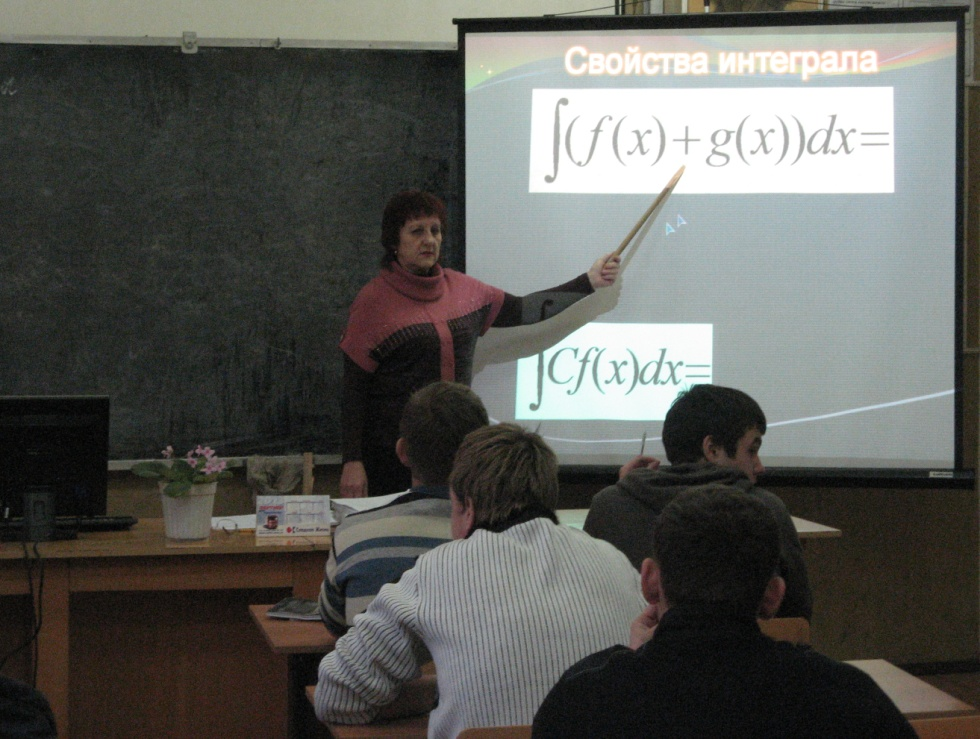 Свойства интеграла
∫(f(x)+g(x))dx=
∫Cf(x)dx=